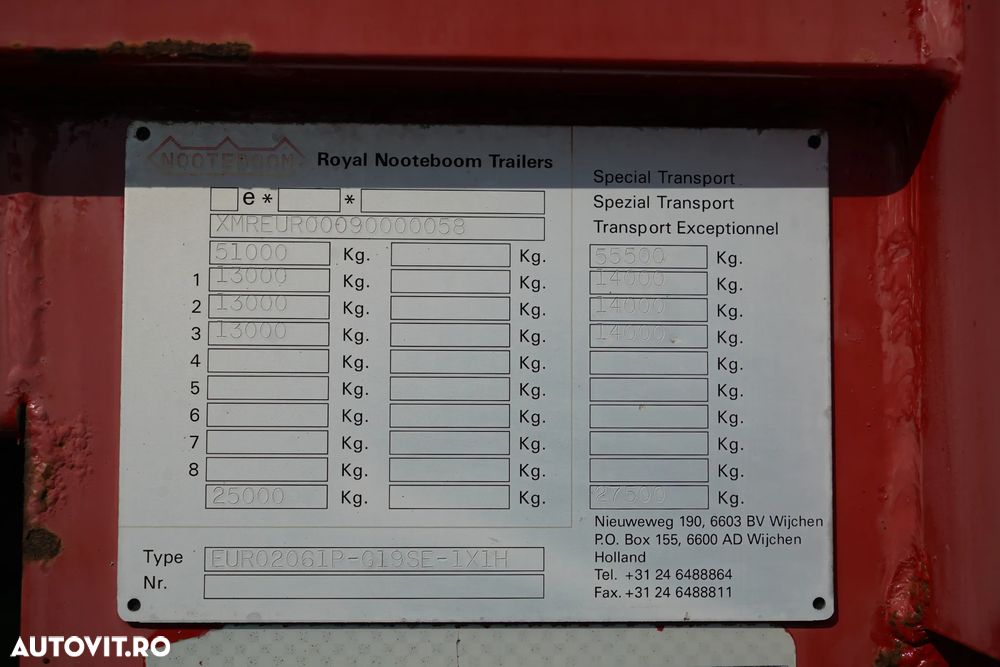 NOOTEBOOM Royal Nooteboom Trailers
Special Transport
Spezial Transport
Transport Exceptionnel
e * *
XMREUR00090000058
51000 Kg. Kg. 55500 Kg.
1 13000 Kg. Kg. 14000 Kg.
2 13000 Kg. Kg. 14000 Kg.
3 13000 Kg. Kg. 14000 Kg.
4 Kg. Kg. Kg.
5 Kg. Kg. Kg.
6 Kg. Kg. Kg.
7 Kg. Kg. Kg.
8 Kg. Kg. Kg.
25000 Kg. Kg. 27500 Kg.
Type EUR02061P-G19SE-1X1H
Nr.
Nieuweweg 190, 6603 BV Wijchen
P.O. Box 155, 6600 AD Wijchen
Holland
Tel. +31 24 6488864
Fax. +31 24 6488811
AUTOVIT.RO